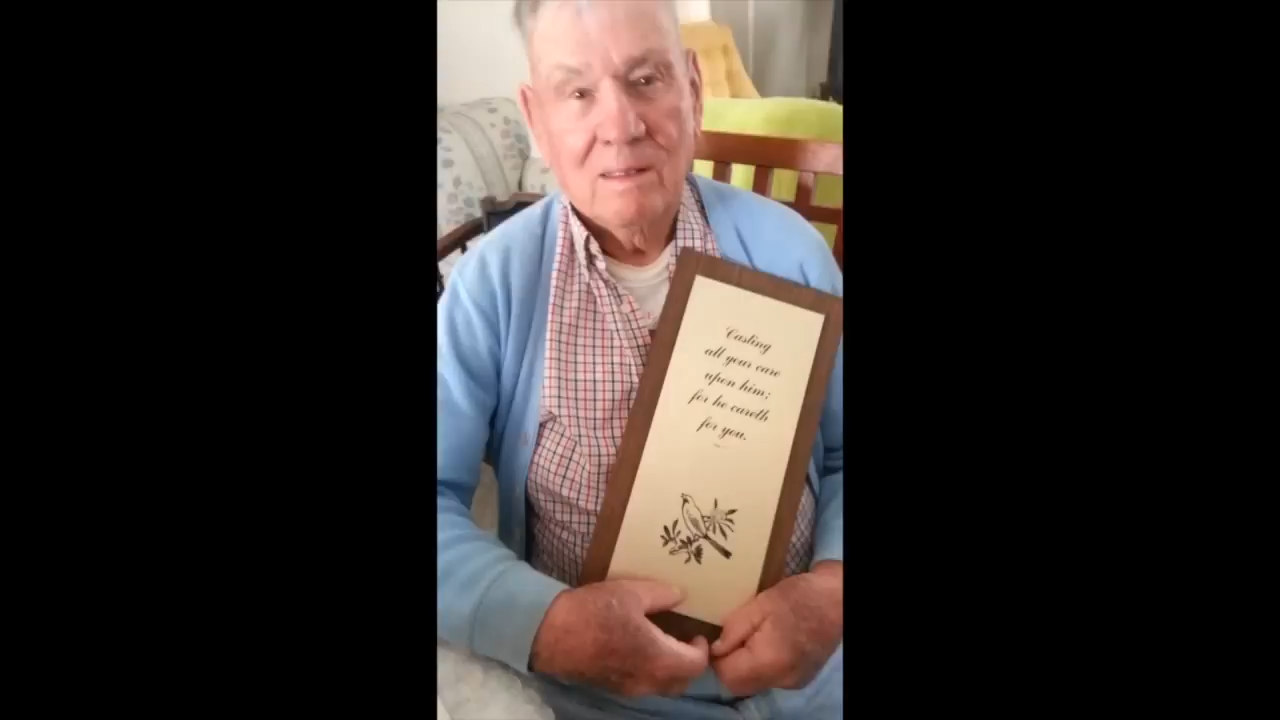 Casting
all your care
upon him;
for he careth
for you.